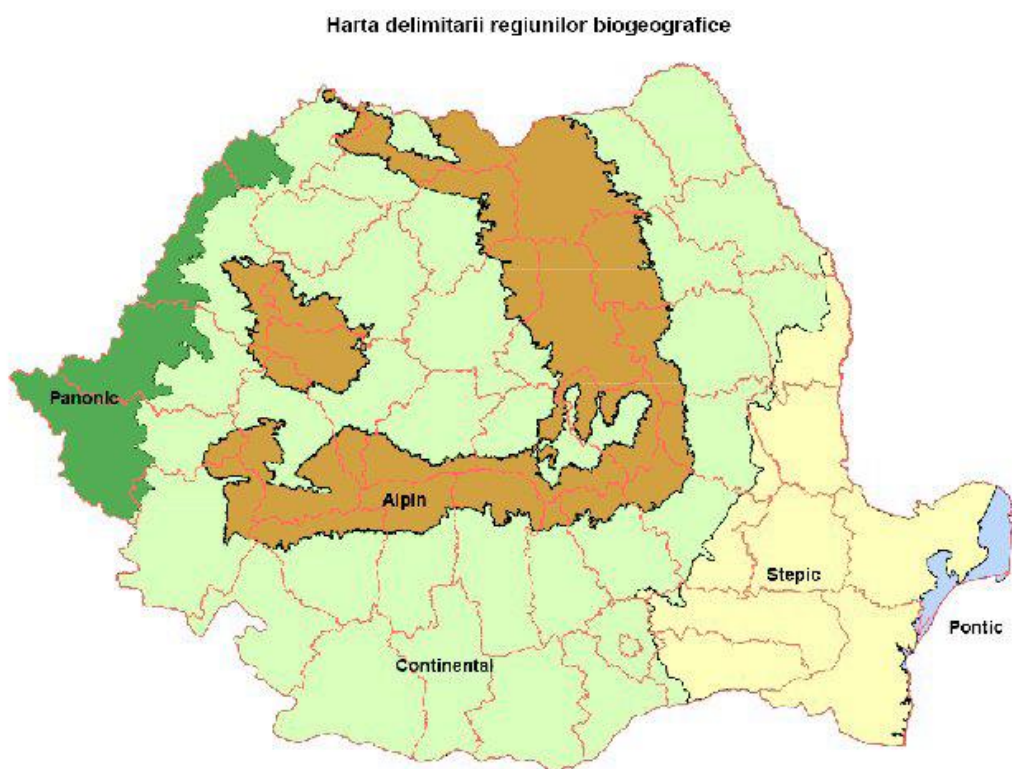 Harta delimitarii regiunilor biogeografice
Panonic
Alpin
Stepic
Pontic
Continental